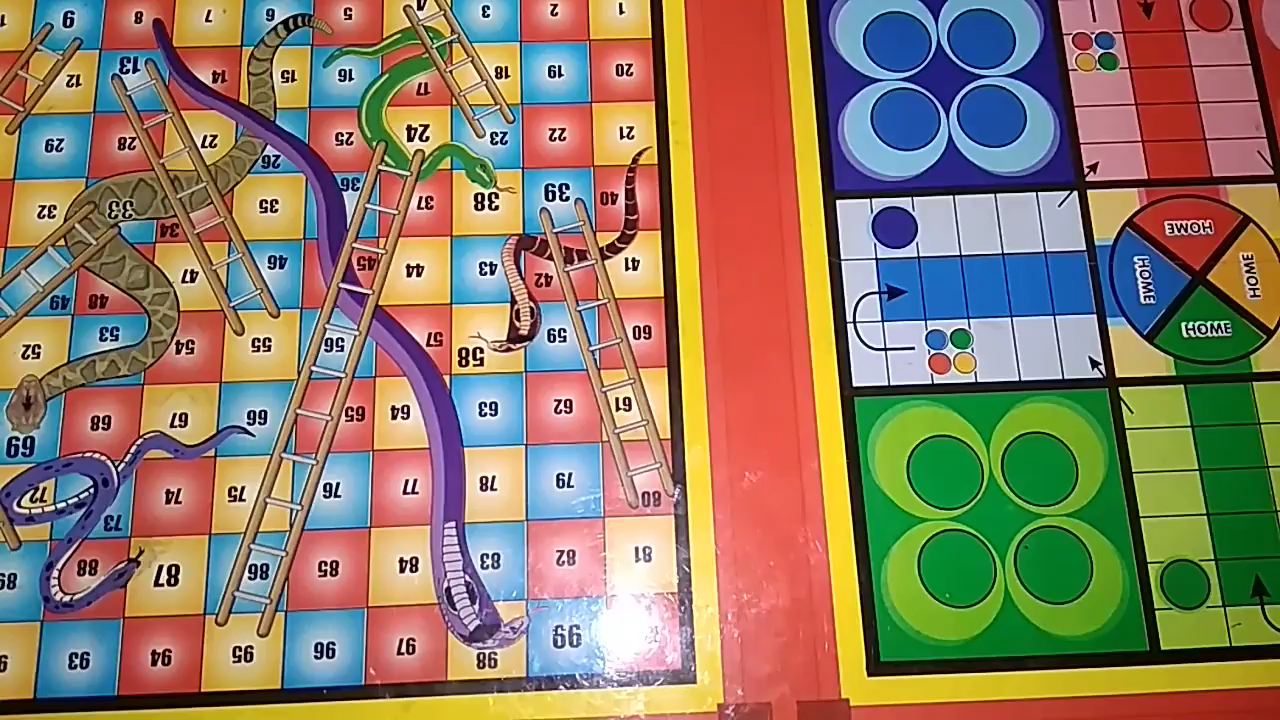 99 98 97 96 95 94 93
81 82 83 84 85 86 87 88 89
80 79 78 77 76 75 74 73 72
61 62 63 64 65 66 67 68 69
60 59 58 57 56 55 54 53 52
41 42 43 44 45 46 47 48 49
40 39 38 37 36 35 34 33 32
21 22 23 24 25 26 27 28 29
20 19 18 17 16 15 14 13 12
1 2 3 4 5 6 7 8 9
HOME
HOME
HOME
HOME